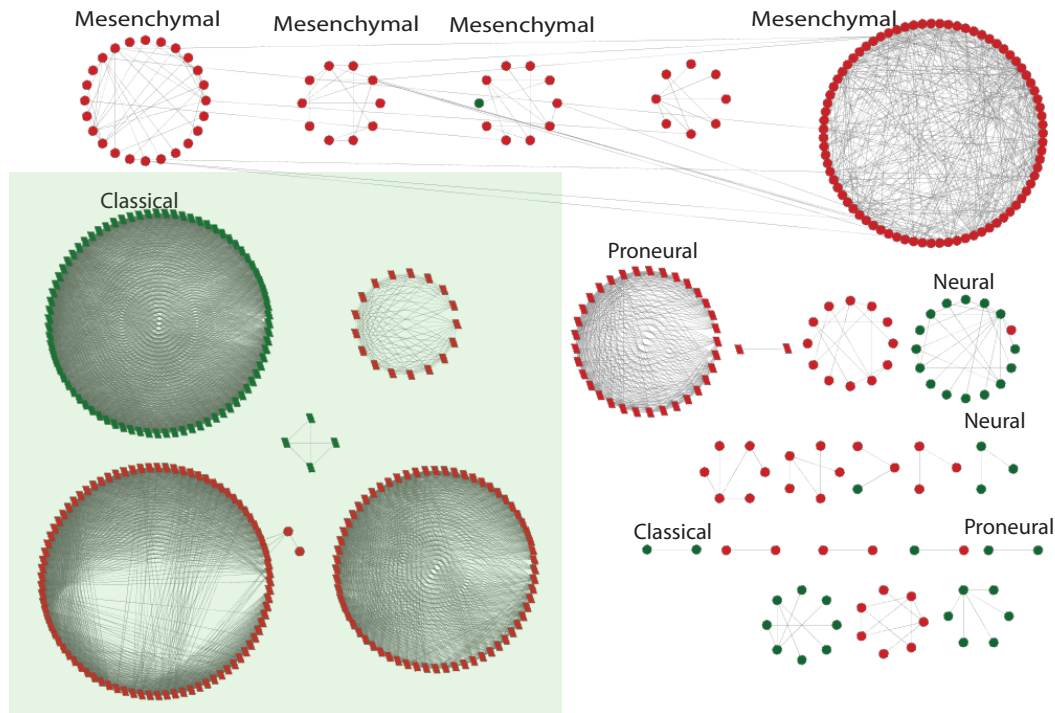 Mesenchymal
Mesenchymal
Mesenchymal
Mesenchymal
Classical
Proneural
Neural
Neural
Classical
Proneural